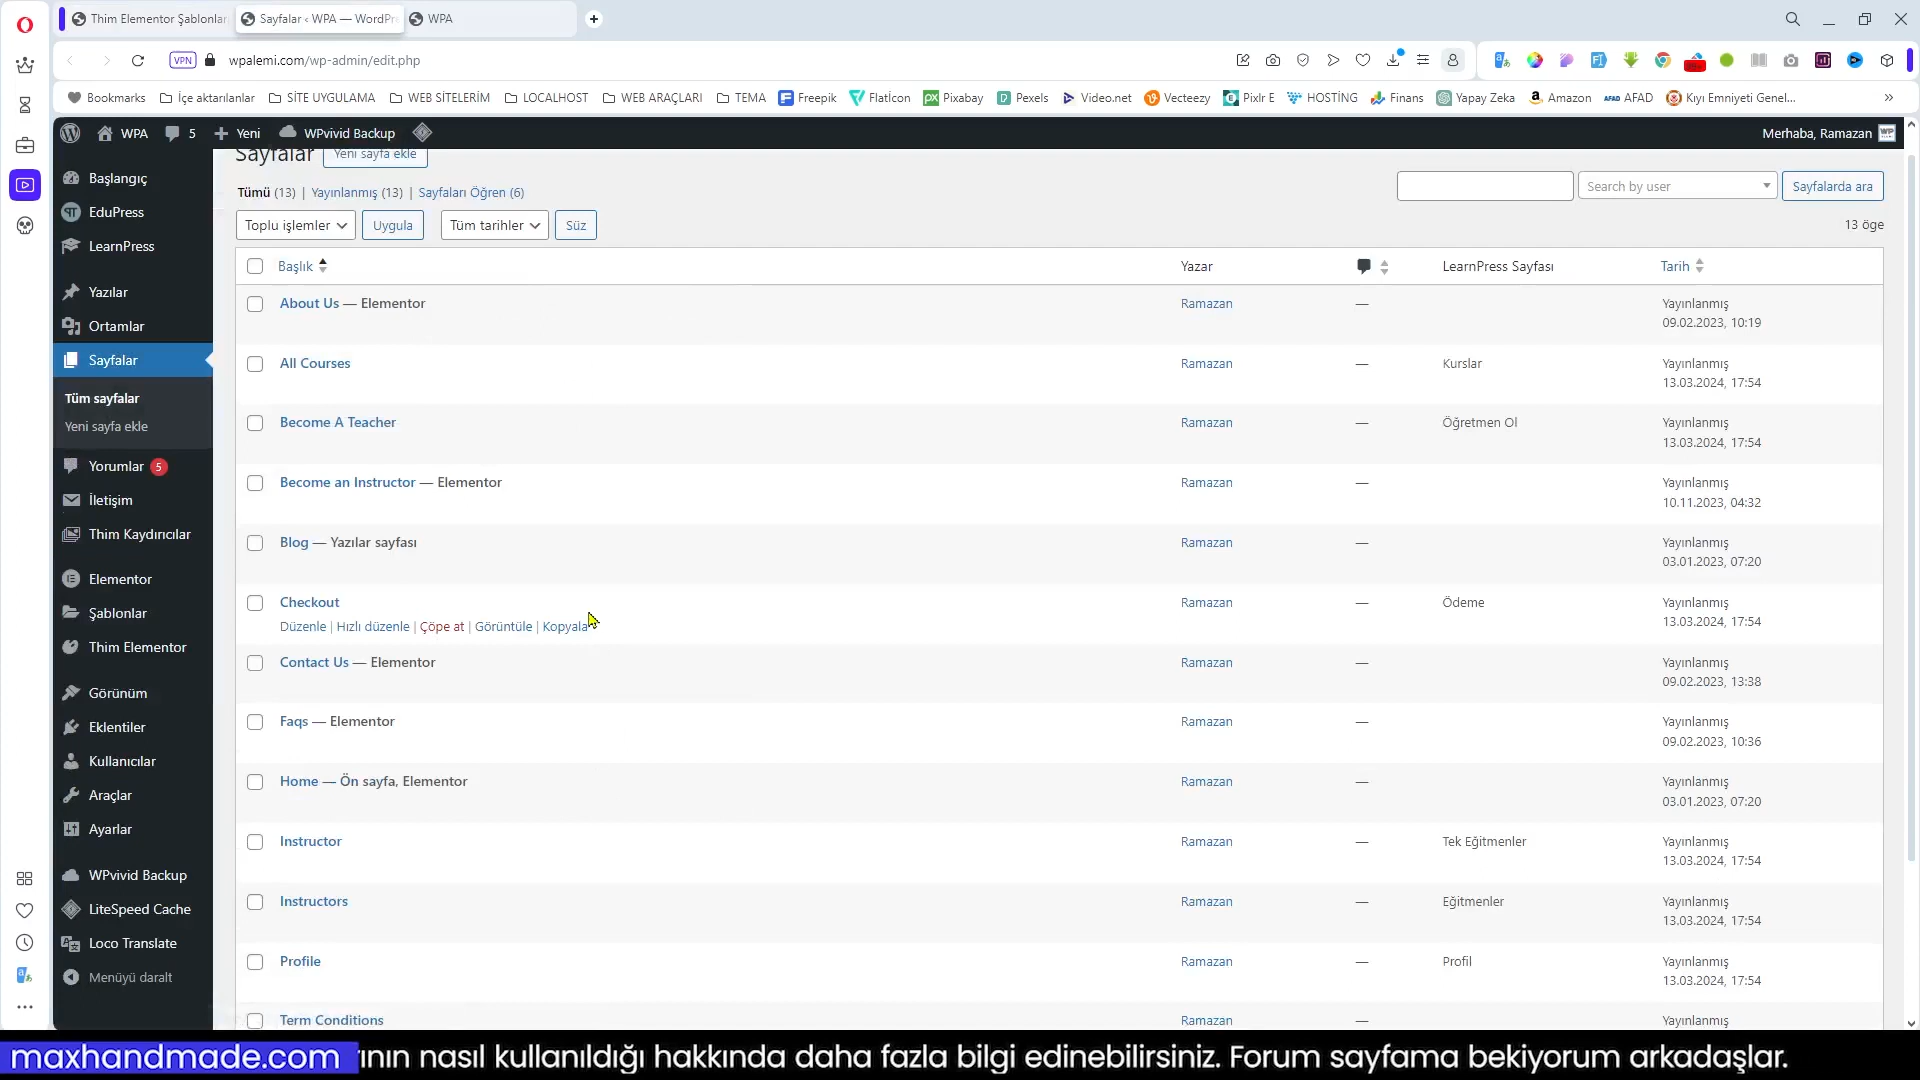 Thim Elementor Şablonlar
Sayfalar ‹ WPA — WordPre
WPA
VPN
wpalemi.com/wp-admin/edit.php
Bookmarks
İçe aktarılanlar
SİTE UYGULAMA
WEB SİTELERİM
LOCALHOST
WEB ARAÇLARI
TEMA
Freepik
Flatİcon
Pixabay
Pexels
Video.net
Vecteezy
Pixlr E
HOSTİNG
Finans
Yapay Zeka
Amazon
AFAD
Kıyı Emniyeti Genel...
WPA
5
Yeni
WPvivid Backup
Merhaba, Ramazan
Başlangıç
EduPress
LearnPress
Yazılar
Ortamlar
Sayfalar
Tüm sayfalar
Yeni sayfa ekle
Yorumlar 5
İletişim
Thim Kaydırıcılar
Elementor
Şablonlar
Thim Elementor
Görünüm
Eklentiler
Kullanıcılar
Araçlar
Ayarlar
WPvivid Backup
LiteSpeed Cache
Loco Translate
Menüyü daralt
Sayfalar Yeni sayfa ekle
Tümü (13) | Yayınlanmış (13) | Sayfaları Öğren (6)
Search by user
Sayfalarda ara
Toplu işlemler Uygula Tüm tarihler Süz
13 öge
Başlık Yazar LearnPress Sayfası Tarih
About Us — Elementor Ramazan — Yayınlanmış
09.02.2023, 10:19
All Courses Ramazan — Kurslar Yayınlanmış
13.03.2024, 17:54
Become A Teacher Ramazan — Öğretmen Ol Yayınlanmış
13.03.2024, 17:54
Become an Instructor — Elementor Ramazan — Yayınlanmış
10.11.2023, 04:32
Blog — Yazılar sayfası Ramazan — Yayınlanmış
03.01.2023, 07:20
Checkout Ramazan — Ödeme Yayınlanmış
Düzenle | Hızlı düzenle | Çöpe at | Görüntüle | Kopyala 13.03.2024, 17:54
Contact Us — Elementor Ramazan — Yayınlanmış
09.02.2023, 13:38
Faqs — Elementor Ramazan — Yayınlanmış
09.02.2023, 10:36
Home — Ön sayfa, Elementor Ramazan — Yayınlanmış
03.01.2023, 07:20
Instructor Ramazan — Tek Eğitmenler Yayınlanmış
13.03.2024, 17:54
Instructors Ramazan — Eğitmenler Yayınlanmış
13.03.2024, 17:54
Profile Ramazan — Profil Yayınlanmış
13.03.2024, 17:54
Term Conditions Ramazan — Yayınlanmış
maxhandmade.com
rının nasıl kullanıldığı hakkında daha fazla bilgi edinebilirsiniz. Forum sayfama bekiyorum arkadaşlar.